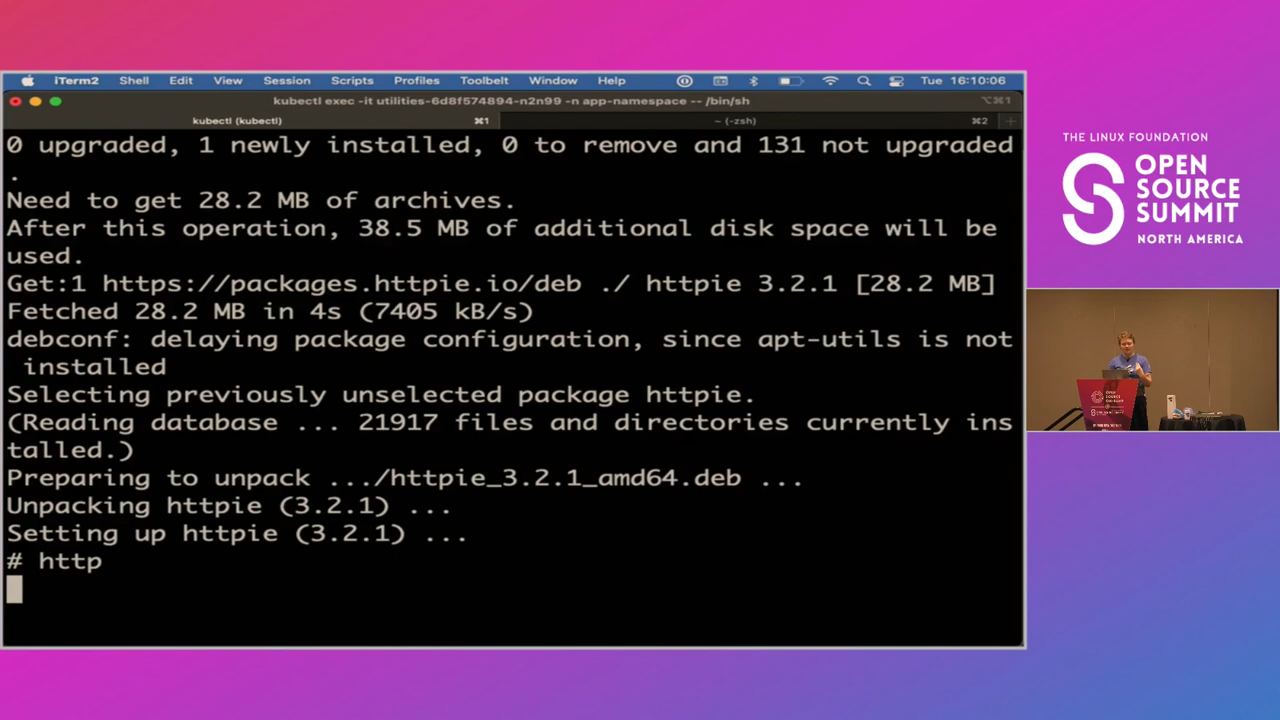 iTerm2 Shell Edit View Session Scripts Profiles Toolbelt Window Help Tue 16:10:06
kubectl exec -it utilities-6d8f574894-n2n99 -n app-namespace -- /bin/sh ⌥⌘1
kubectl (kubectl) ⌘1 ~ (-zsh) ⌘2
0 upgraded, 1 newly installed, 0 to remove and 131 not upgraded
.
Need to get 28.2 MB of archives.
After this operation, 38.5 MB of additional disk space will be
used.
Get:1 https://packages.httpie.io/deb ./ httpie 3.2.1 [28.2 MB]
Fetched 28.2 MB in 4s (7405 kB/s)
debconf: delaying package configuration, since apt-utils is not
installed
Selecting previously unselected package httpie.
(Reading database ... 21917 files and directories currently ins
talled.)
Preparing to unpack .../httpie_3.2.1_amd64.deb ...
Unpacking httpie (3.2.1) ...
Setting up httpie (3.2.1) ...
# http
THE LINUX FOUNDATION
OPEN
SOURCE
SUMMIT
NORTH AMERICA